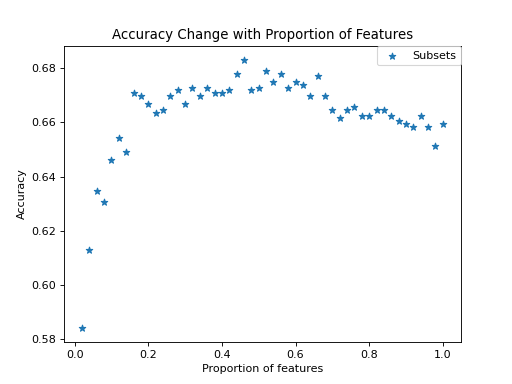 Accuracy Change with Proportion of Features
Subsets
0.68
0.66
0.64
0.62
0.60
0.58
Accuracy
0.0 0.2 0.4 0.6 0.8 1.0
Proportion of features